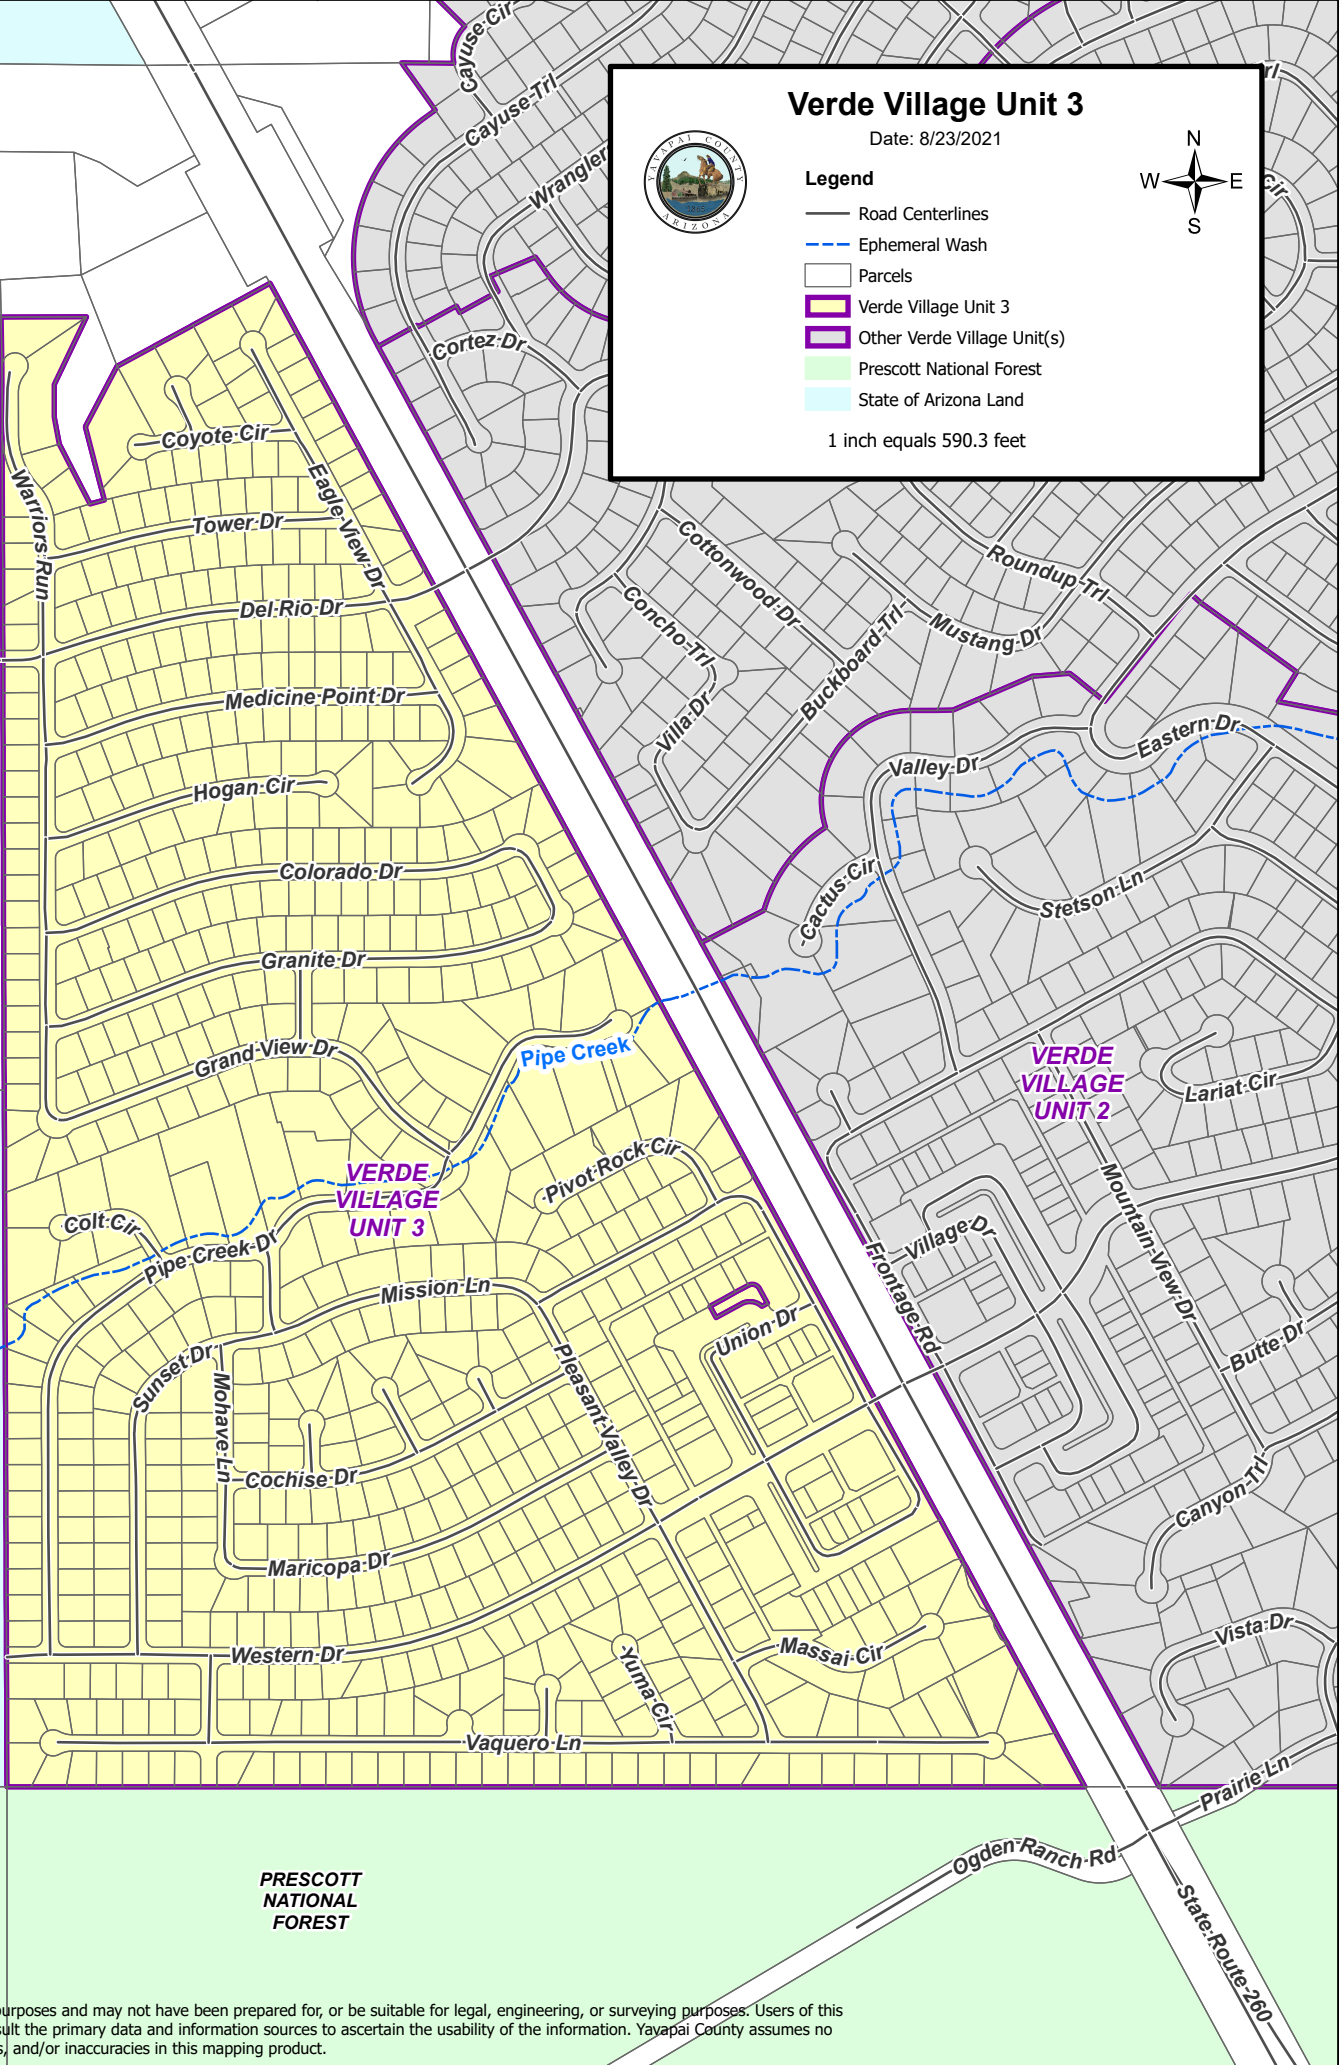 Cayuse Cir
Cayuse Trl
Wrangler
rl
Cir
Verde Village Unit 3
Date: 8/23/2021
YAVAPAI COUNTY
ARIZONA
N
W E
S
Legend
Road Centerlines
Ephemeral Wash
Parcels
Verde Village Unit 3
Other Verde Village Unit(s)
Prescott National Forest
State of Arizona Land
1 inch equals 590.3 feet
Cortez Dr
Coyote Cir
Eagle View Dr
Warriors Run
Tower Dr
Cottonwood Dr
Roundup Trl
Del Rio Dr
Concho Trl
Mustang Dr
Buckboard Trl
Medicine Point Dr
Villa Dr
Eastern Dr
Valley Dr
Hogan Cir
Colorado Dr
Cactus Cir
Stetson Ln
Granite Dr
Grand View Dr
Pipe Creek
VERDE
VILLAGE
UNIT 2
Lariat Cir
Pivot Rock Cir
VERDE
VILLAGE
UNIT 3
Colt Cir
Pipe Creek Dr
Village Dr
Mountain View Dr
Frontage Rd
Mission Ln
Union Dr
Butte Dr
Sunset Dr
Mohave Ln
Pleasant Valley Dr
Cochise Dr
Canyon Trl
Maricopa Dr
Western Dr
Yuma Cir
Massai Cir
Vista Dr
Vaquero Ln
Prairie Ln
Ogden Ranch Rd
PRESCOTT
NATIONAL
FOREST
State Route 260
urposes and may not have been prepared for, or be suitable for legal, engineering, or surveying purposes. Users of this
ult the primary data and information sources to ascertain the usability of the information. Yavapai County assumes no
s, and/or inaccuracies in this mapping product.